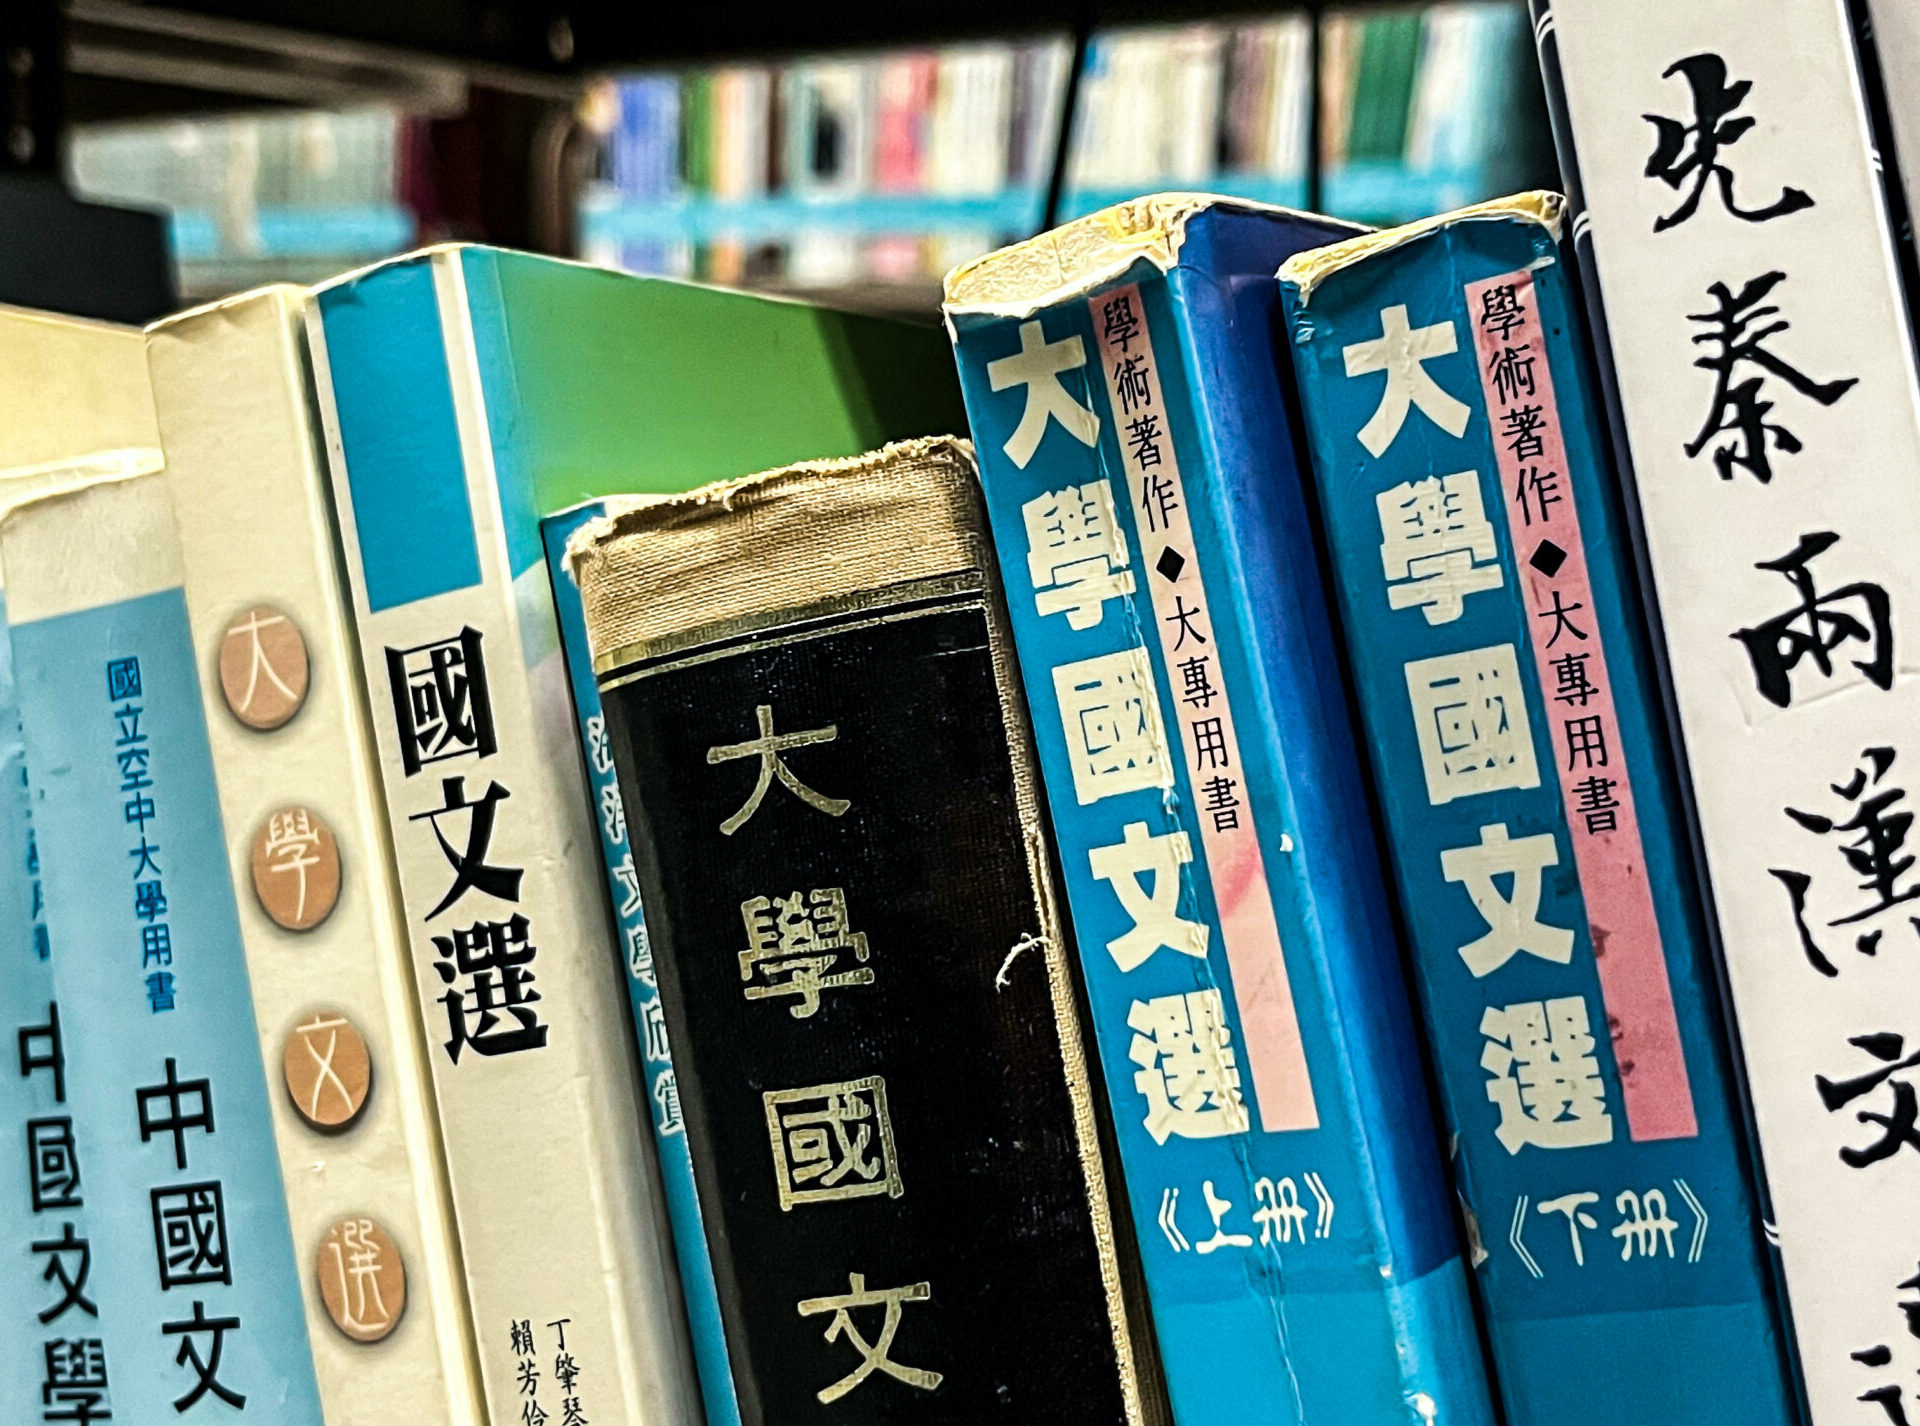 中國文學
國立空中大學用書
中國文
大學文選
國文選
丁肇琴
賴芳伶
海洋文學欣賞
大學國文
大學國文選
學術著作◆大專用書
《上册》
大學國文選
學術著作◆大專用書
《下册》
先秦兩漢文